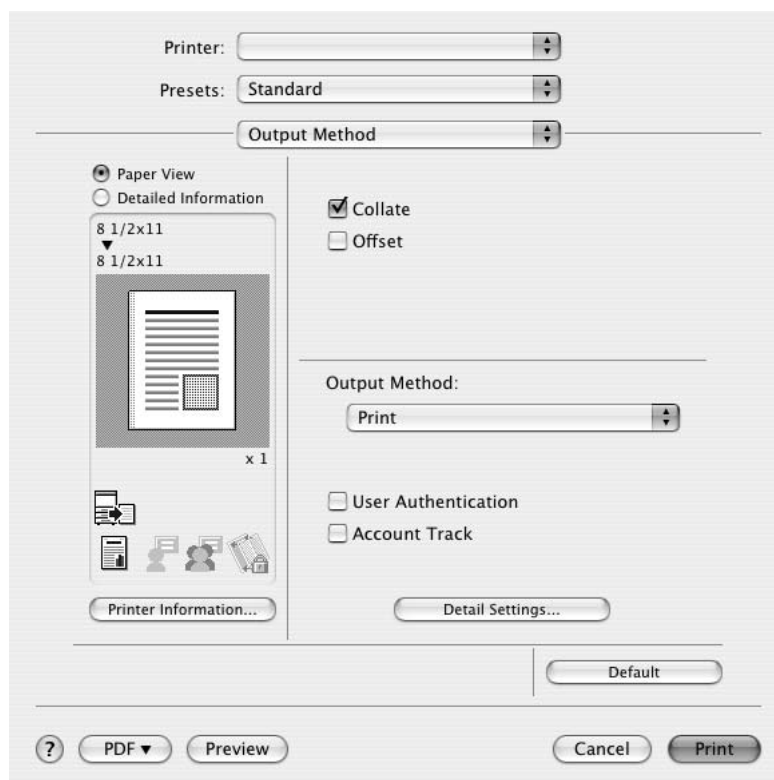 Printer:
Presets: Standard
Output Method
Paper View
Detailed Information
8 1/2x11
8 1/2x11
x 1
Printer Information...
Collate
Offset
Output Method:
Print
User Authentication
Account Track
Detail Settings...
Default
? PDF Preview Cancel Print